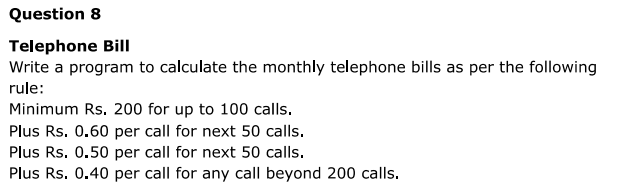 Question 8
Telephone Bill
Write a program to calculate the monthly telephone bills as per the following
rule:
Minimum Rs. 200 for up to 100 calls.
Plus Rs. 0.60 per call for next 50 calls.
Plus Rs. 0.50 per call for next 50 calls.
Plus Rs. 0.40 per call for any call beyond 200 calls.